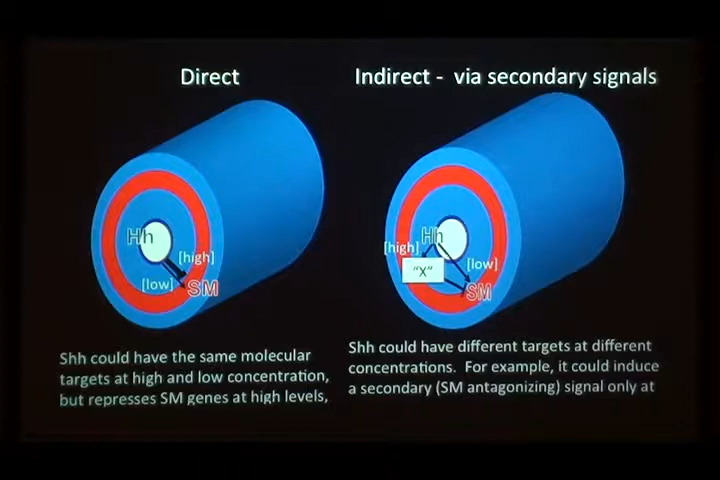 Direct
Indirect - via secondary signals
Hh
[high]
[low]
SM
Hh
[high]
[low]
"X"
SM
Shh could have the same molecular
targets at high and low concentration,
but represses SM genes at high levels,
Shh could have different targets at different
concentrations. For example, it could induce
a secondary (SM antagonizing) signal only at